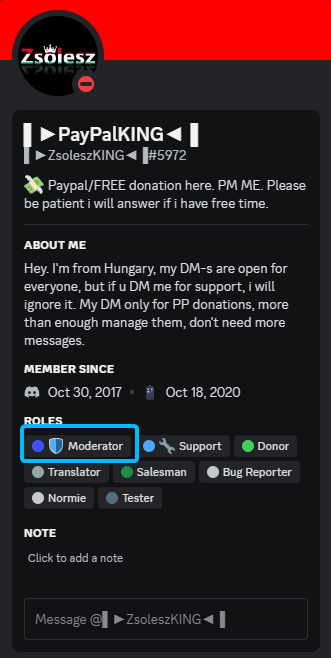 Zsolesz
▌►PayPalKING◄▐
▌►ZsoleszKING◄▐#5972
💸 Paypal/FREE donation here. PM ME. Please
be patient i will answer if i have free time.
ABOUT ME
Hey. I'm from Hungary, my DM-s are open for
everyone, but if u DM me for support, i will
ignore it. My DM only for PP donations, more
than enough manage them, don't need more
messages.
MEMBER SINCE
Oct 30, 2017 • Oct 18, 2020
ROLES
Moderator Support Donor
Translator Salesman Bug Reporter
Normie Tester
NOTE
Click to add a note
Message @▌►ZsoleszKING◄▐